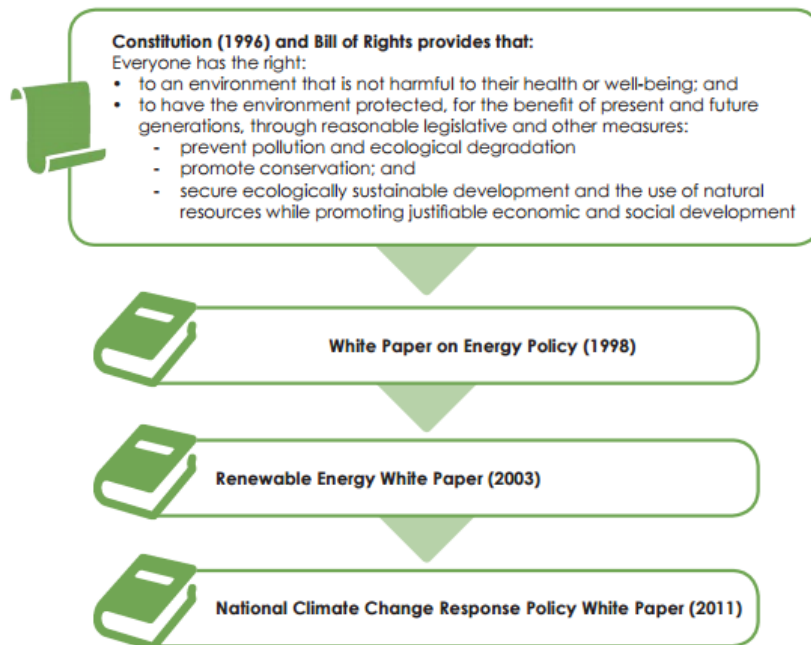 Constitution (1996) and Bill of Rights provides that:
Everyone has the right:
• to an environment that is not harmful to their health or well-being; and
• to have the environment protected, for the benefit of present and future
generations, through reasonable legislative and other measures:
- prevent pollution and ecological degradation
- promote conservation; and
- secure ecologically sustainable development and the use of natural
resources while promoting justifiable economic and social development
White Paper on Energy Policy (1998)
Renewable Energy White Paper (2003)
National Climate Change Response Policy White Paper (2011)